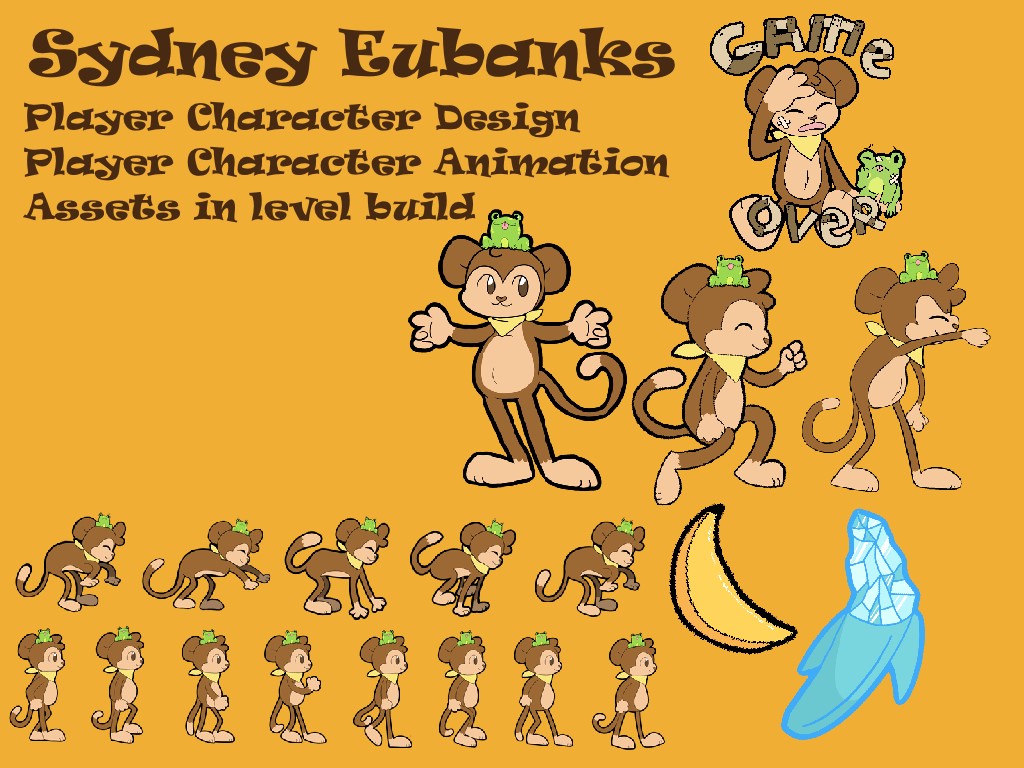 Sydney Eubanks
Player Character Design
Player Character Animation
Assets in level build
GAMe
OVeR